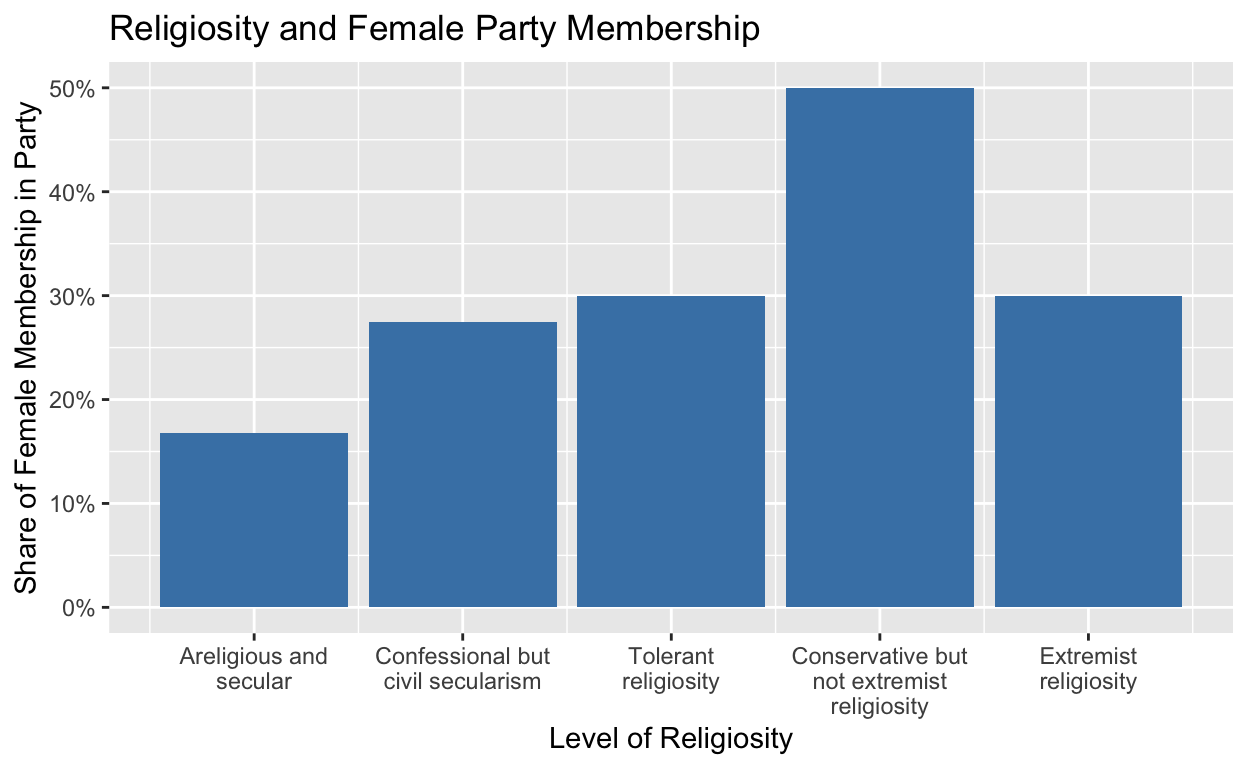 Religiosity and Female Party Membership
Share of Female Membership in Party
50%
40%
30%
20%
10%
0%
Areligious and
secular
Confessional but
civil secularism
Tolerant
religiosity
Conservative but
not extremist
religiosity
Extremist
religiosity
Level of Religiosity